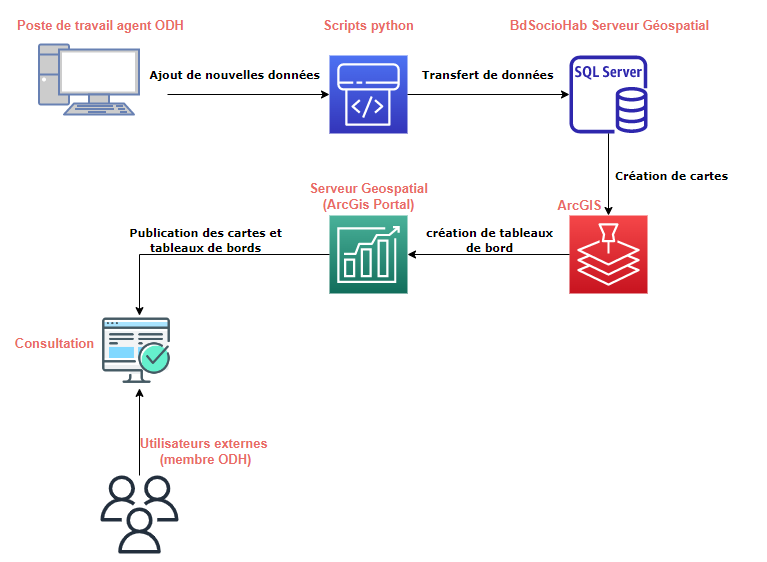 Poste de travail agent ODH
Scripts python
BdSocioHab Serveur Géospatial
Ajout de nouvelles données
Transfert de données
SQL Server
</>
Création de cartes
Serveur Geospatial
(ArcGis Portal)
ArcGIS
Publication des cartes et
tableaux de bords
création de tableaux
de bord
Consultation
Utilisateurs externes
(membre ODH)